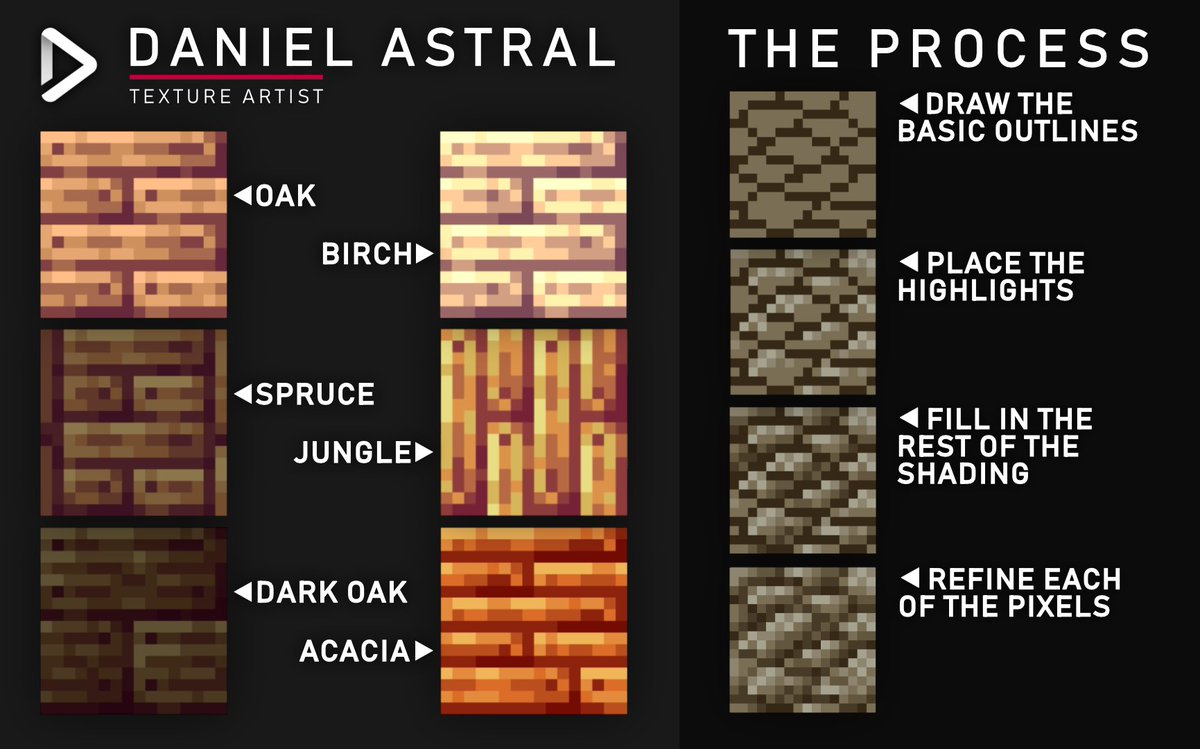 DANIEL ASTRAL
TEXTURE ARTIST
OAK
BIRCH
SPRUCE
JUNGLE
DARK OAK
ACACIA
THE PROCESS
DRAW THE
BASIC OUTLINES
PLACE THE
HIGHLIGHTS
FILL IN THE
REST OF THE
SHADING
REFINE EACH
OF THE PIXELS